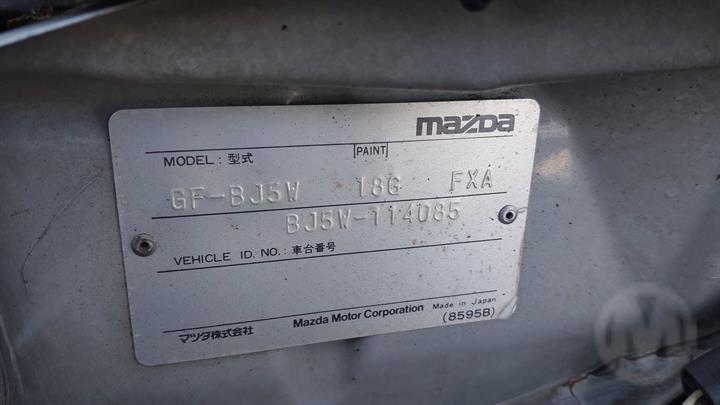 mazda
MODEL : 型式 PAINT
GF-BJ5W 18G FXA
BJ5W-114085
VEHICLE ID. NO.: 車台番号
マツダ株式会社 Mazda Motor Corporation Made in Japan
(8595B)
M